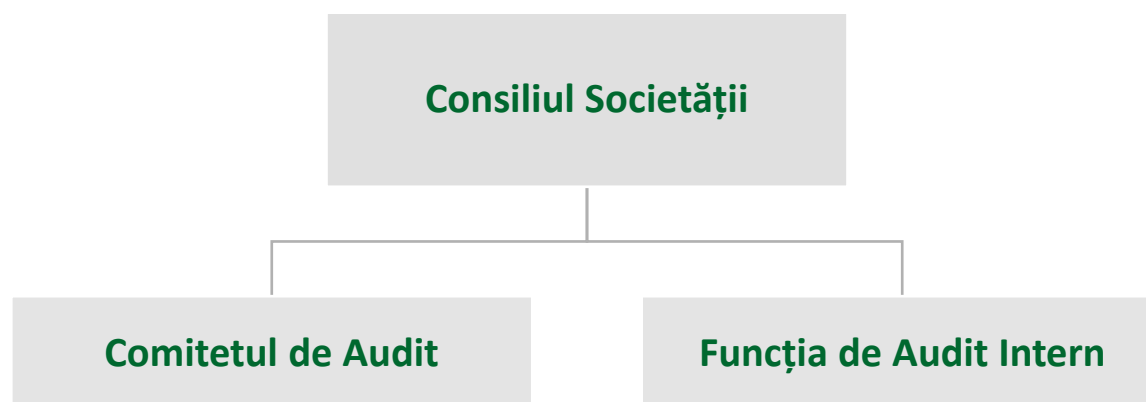 Consiliul Societății
Comitetul de Audit
Funcția de Audit Intern